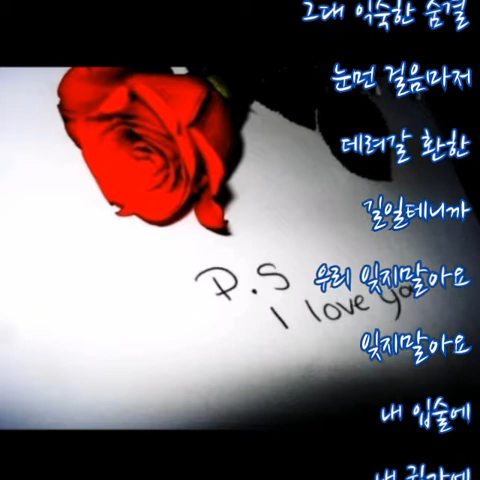 그대 익숙한 숨결
눈먼 걸음마저
데려갈 환한
길일테니까
P.S
우리 잊지말아요
I love
잊지말아요
내 입술에